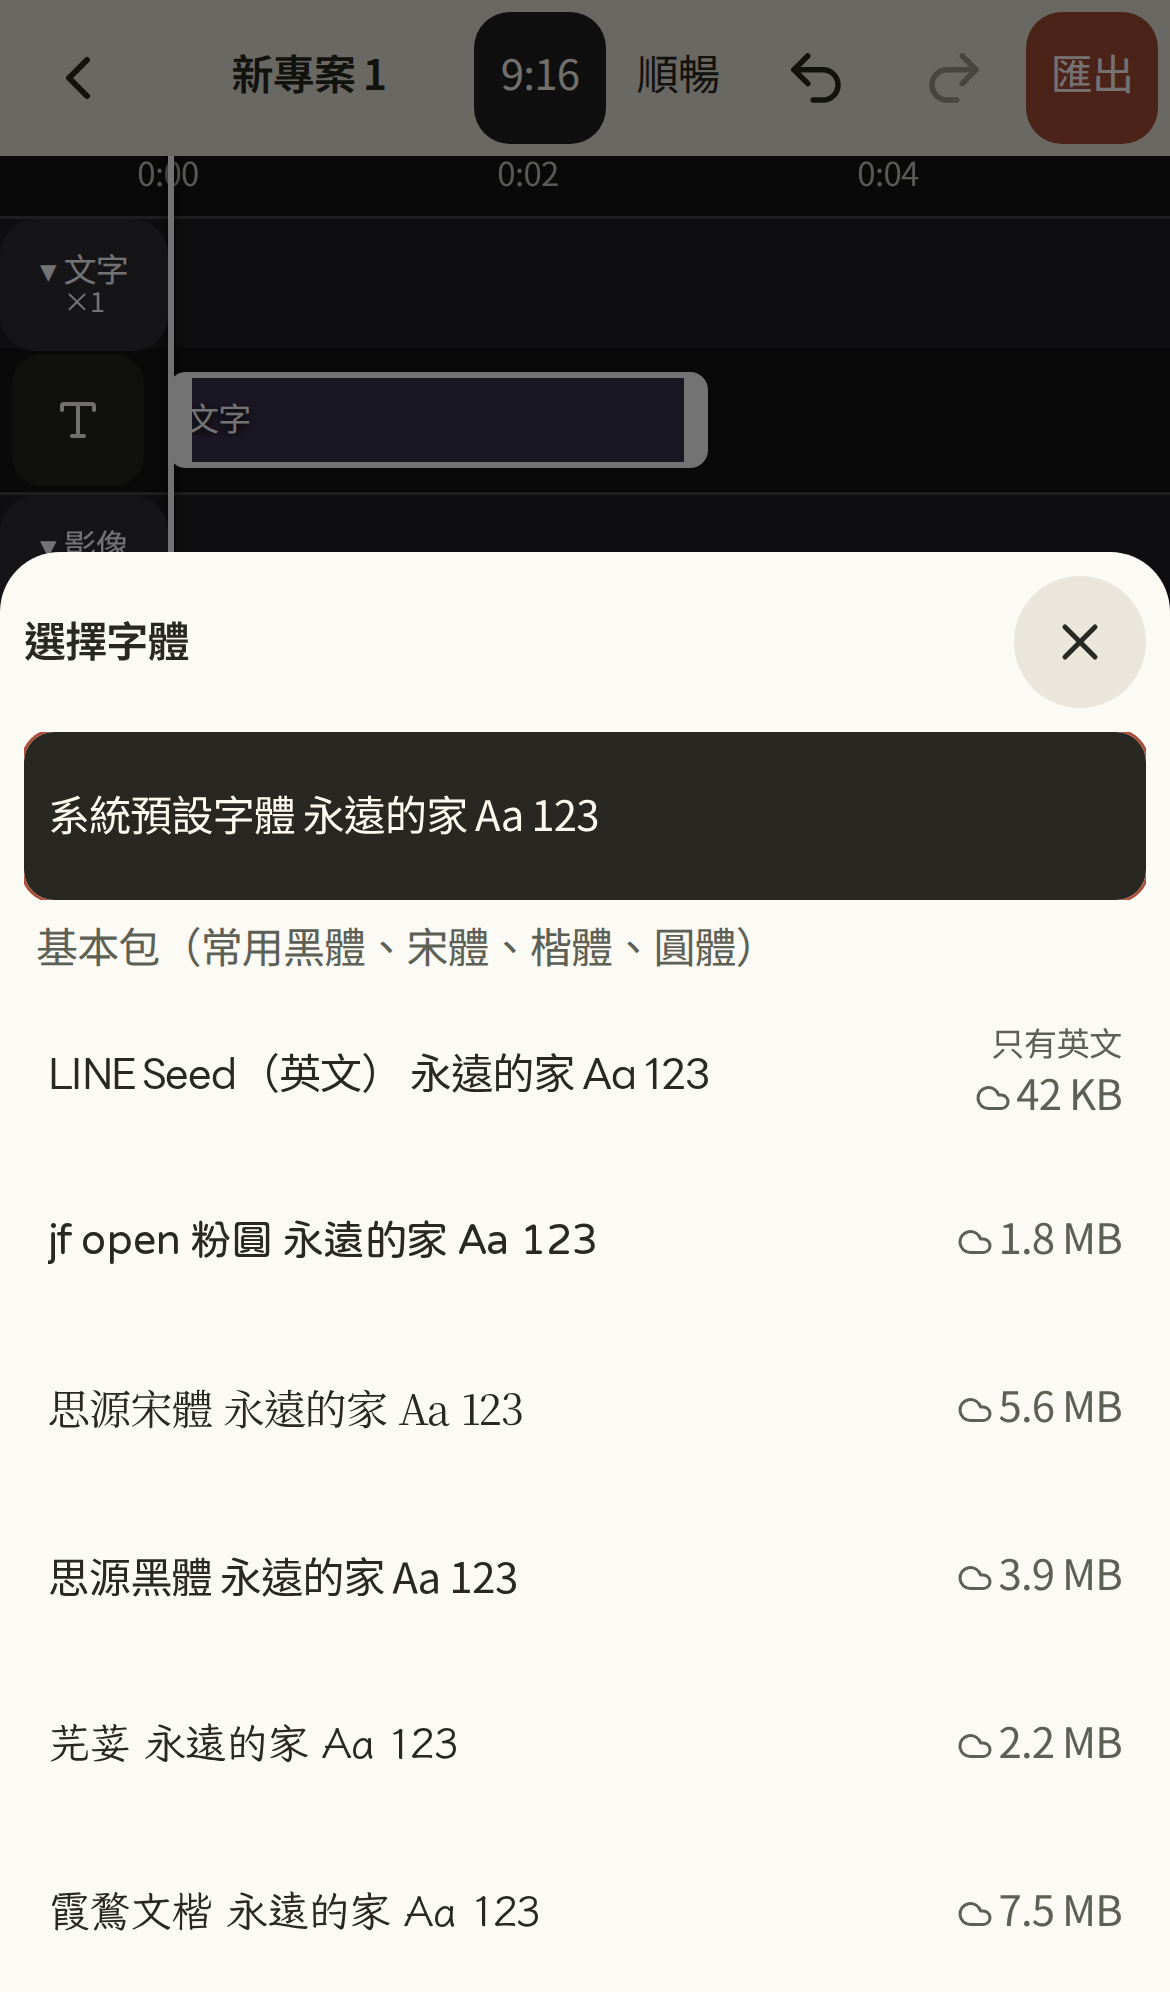 新專案 1
9:16
順暢
匯出
0:00 0:02 0:04
▼ 文字
×1
T
文字
▼ 影像
選擇字體
系統預設字體 永遠的家 Aa 123
基本包（常用黑體、宋體、楷體、圓體）
LINE Seed（英文） 永遠的家 Aa 123
只有英文
42 KB
jf open 粉圓 永遠的家 Aa 123
1.8 MB
思源宋體 永遠的家 Aa 123
5.6 MB
思源黑體 永遠的家 Aa 123
3.9 MB
芫荽 永遠的家 Aa 123
2.2 MB
霞鶩文楷 永遠的家 Aa 123
7.5 MB